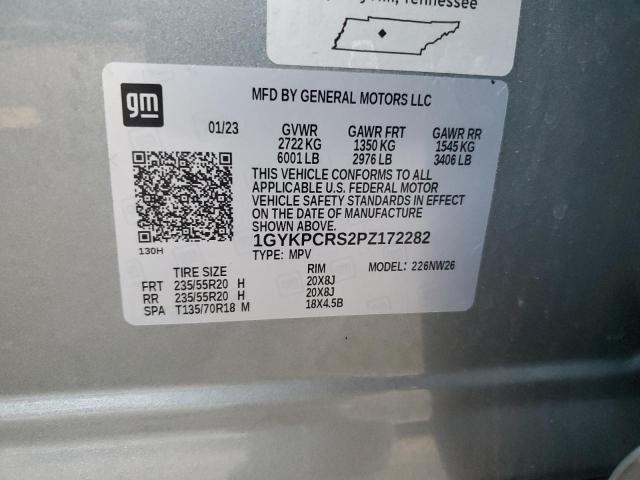 Tennessee
gm
MFD BY GENERAL MOTORS LLC
01/23 GVWR GAWR FRT GAWR RR
2722 KG 1350 KG 1545 KG
6001 LB 2976 LB 3406 LB
THIS VEHICLE CONFORMS TO ALL
APPLICABLE U.S. FEDERAL MOTOR
VEHICLE SAFETY STANDARDS IN EFFECT
ON THE DATE OF MANUFACTURE
SHOWN ABOVE.
1GYKPCRS2PZ172282
130H
TYPE: MPV MODEL: 226NW26
TIRE SIZE RIM
FRT 235/55R20 H 20X8J
RR 235/55R20 H 20X8J
SPA T135/70R18 M 18X4.5B